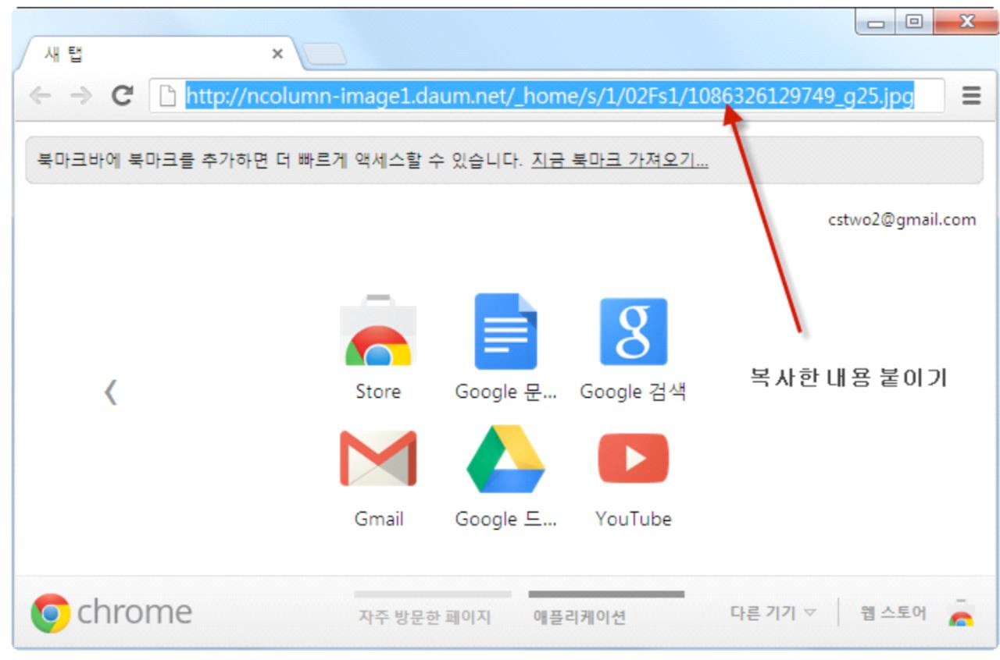 새 탭
http://ncolumn-image1.daum.net/_home/s/1/02Fs1/1086326129749_g25.jpg
북마크바에 북마크를 추가하면 더 빠르게 액세스할 수 있습니다. 지금 북마크 가져오기...
cstwo2@gmail.com
Store Google 문... Google 검색
복사한 내용 붙이기
Gmail Google 드... YouTube
chrome 자주 방문한 페이지 애플리케이션 다른 기기 웹 스토어